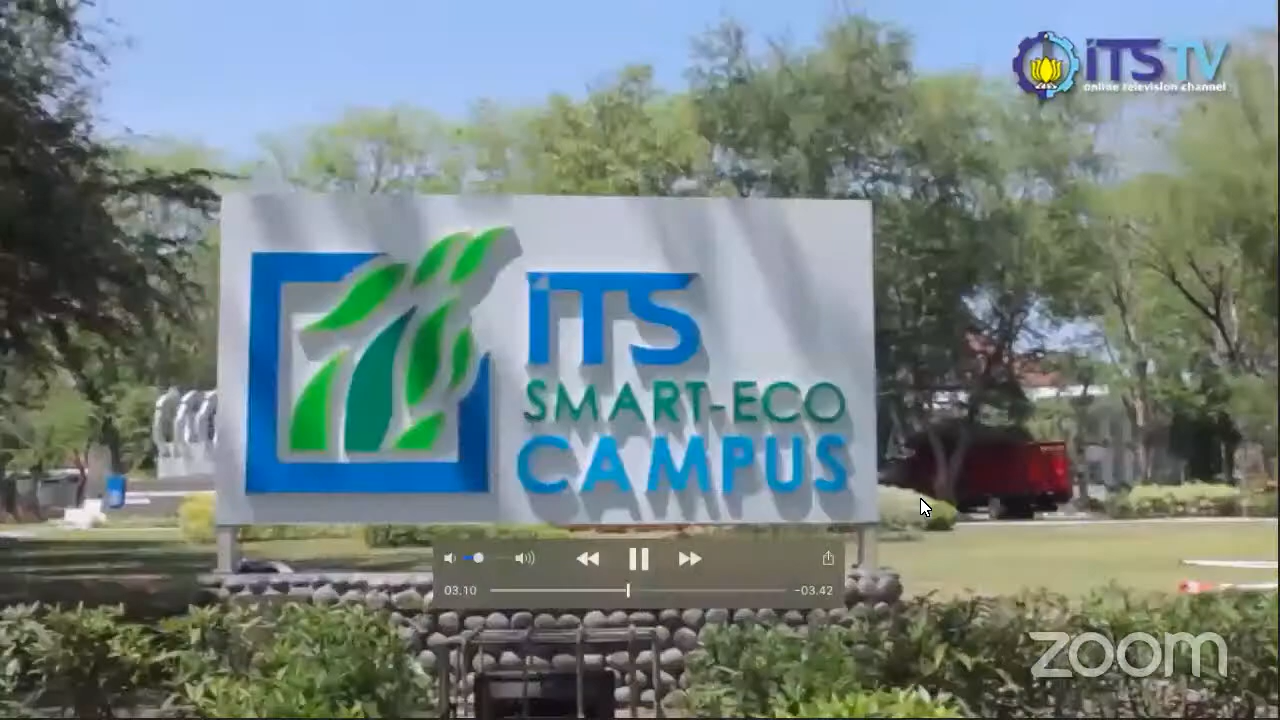 iTS TV
online television channel
iTS
SMART-ECO
CAMPUS
03.10
-03.42
zoom